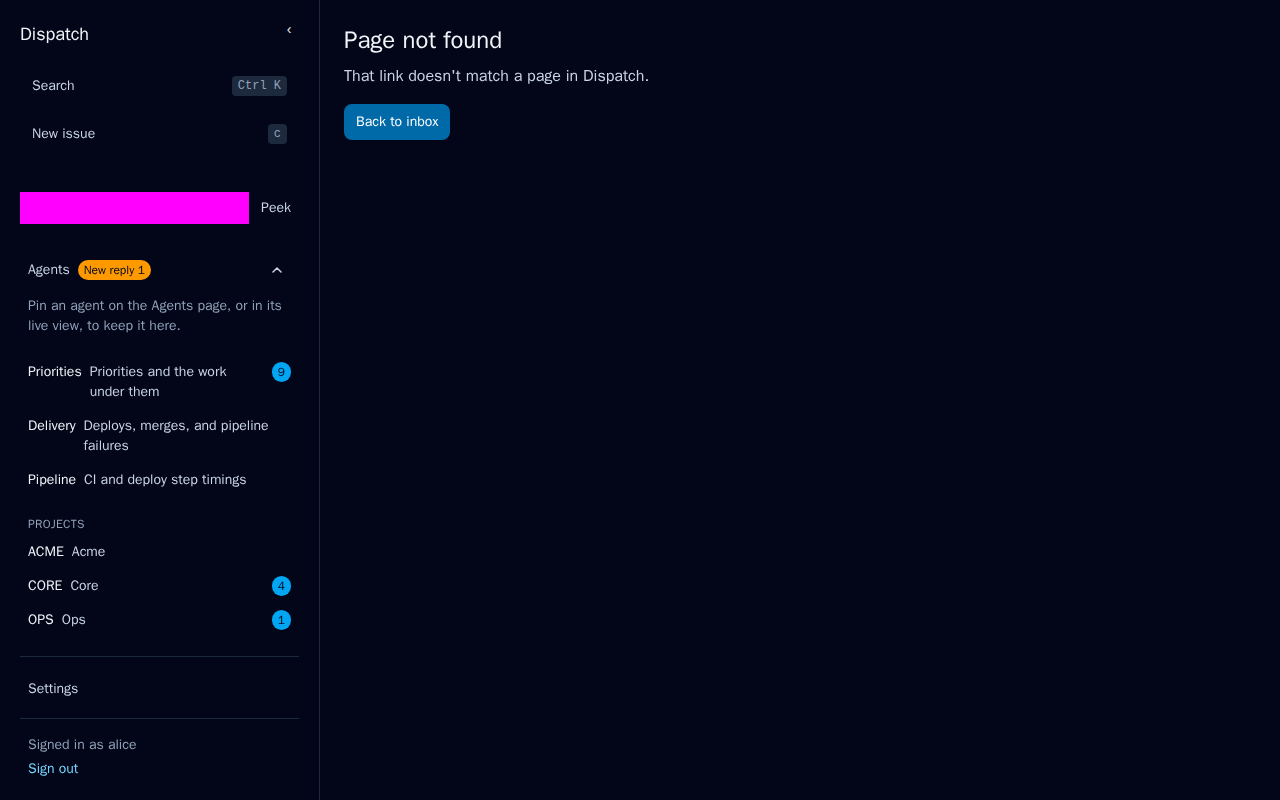 Dispatch
‹
Search Ctrl K
New issue C
Peek
Agents New reply 1
Pin an agent on the Agents page, or in its
live view, to keep it here.
Priorities Priorities and the work 9
under them
Delivery Deploys, merges, and pipeline
failures
Pipeline CI and deploy step timings
PROJECTS
ACME Acme
CORE Core 4
OPS Ops 1
Settings
Signed in as alice
Sign out
Page not found
That link doesn't match a page in Dispatch.
Back to inbox